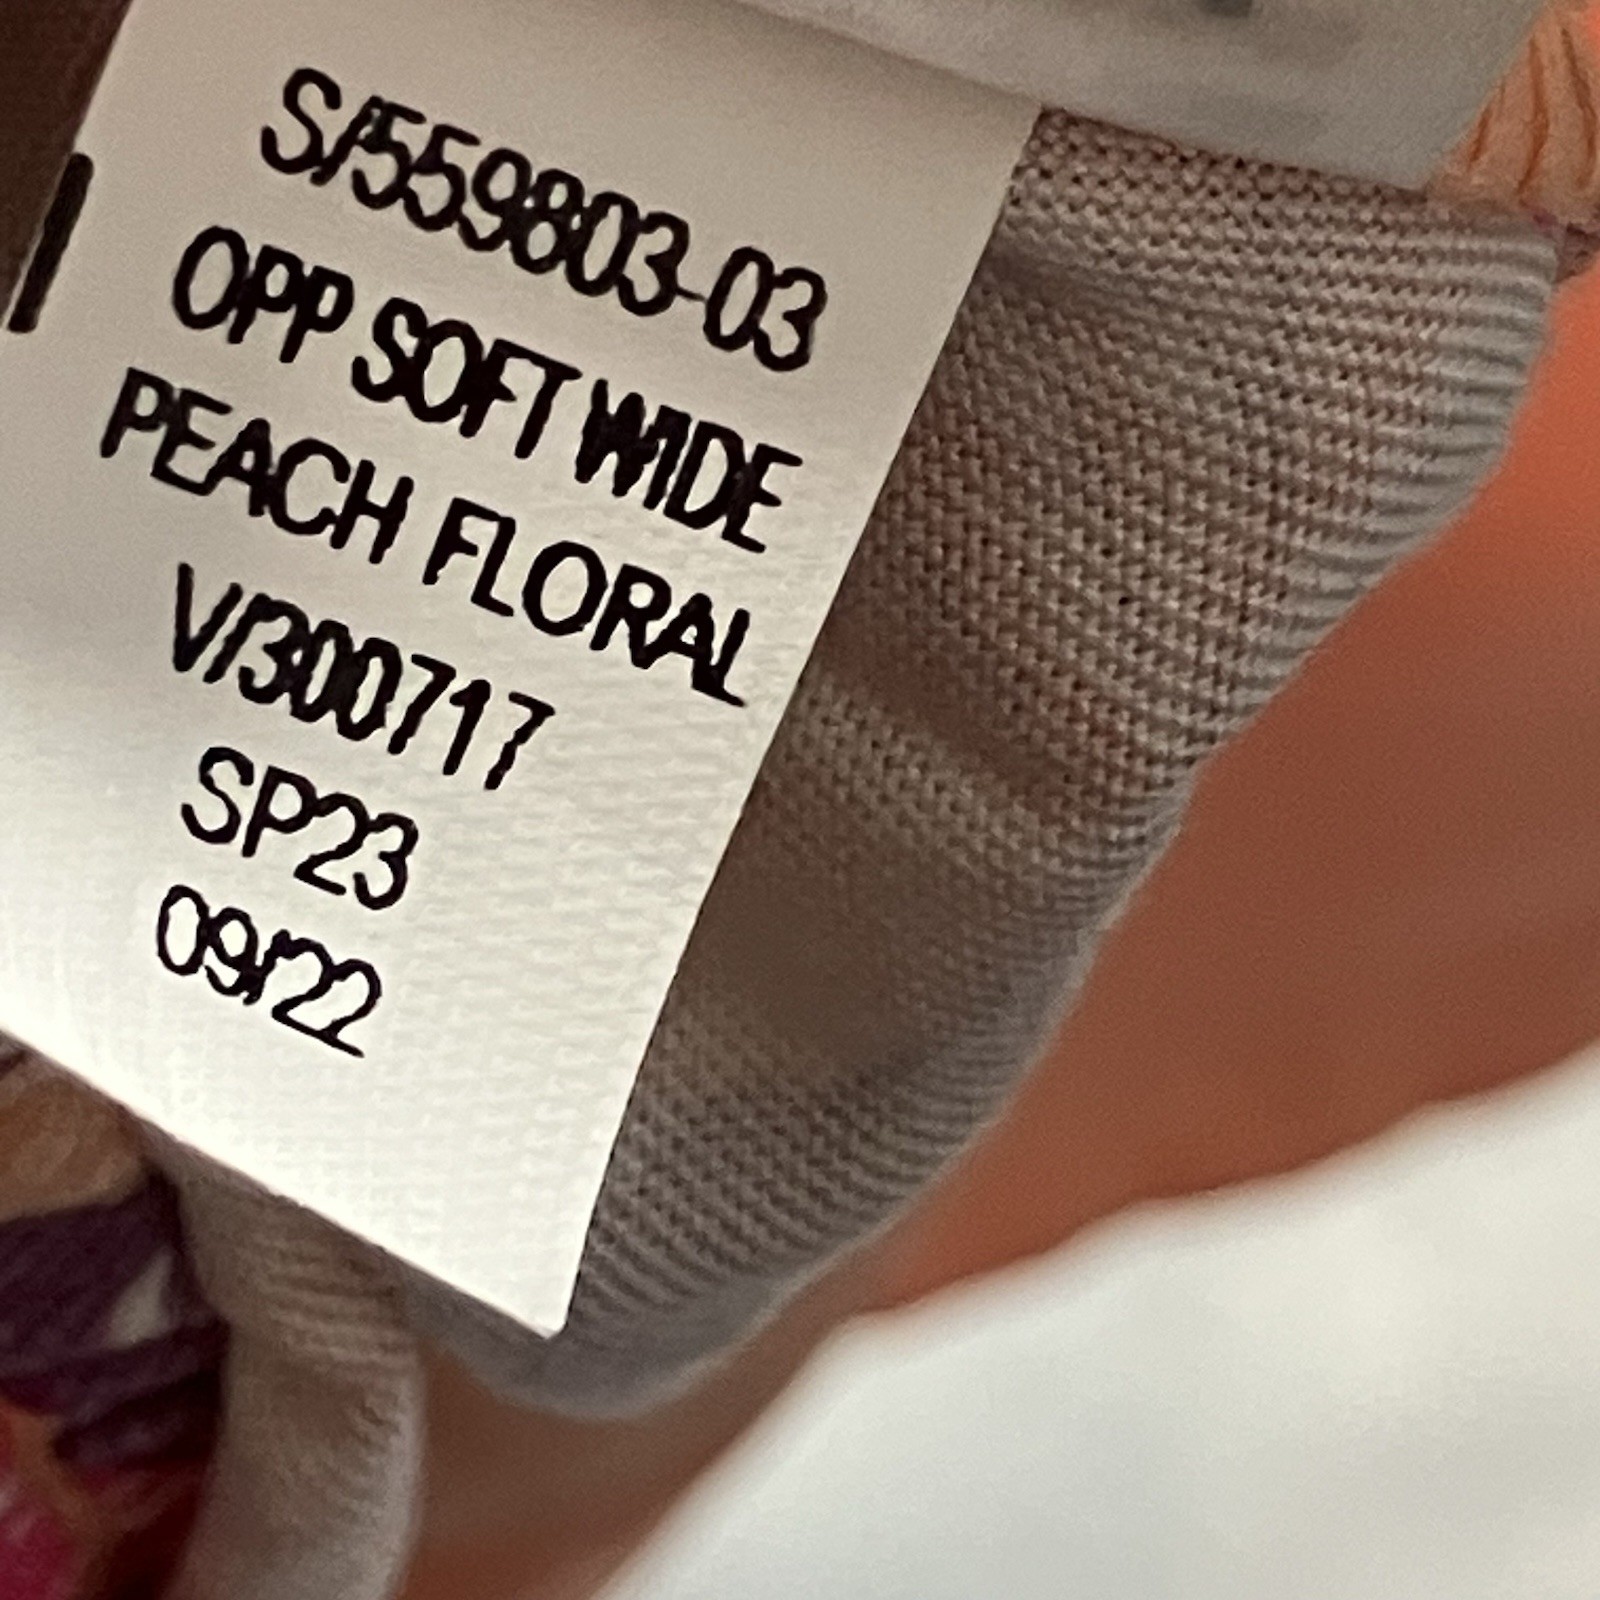 S/559803-03
OPP SOFT WIDE
PEACH FLORAL
V/300717
SP23
09/22